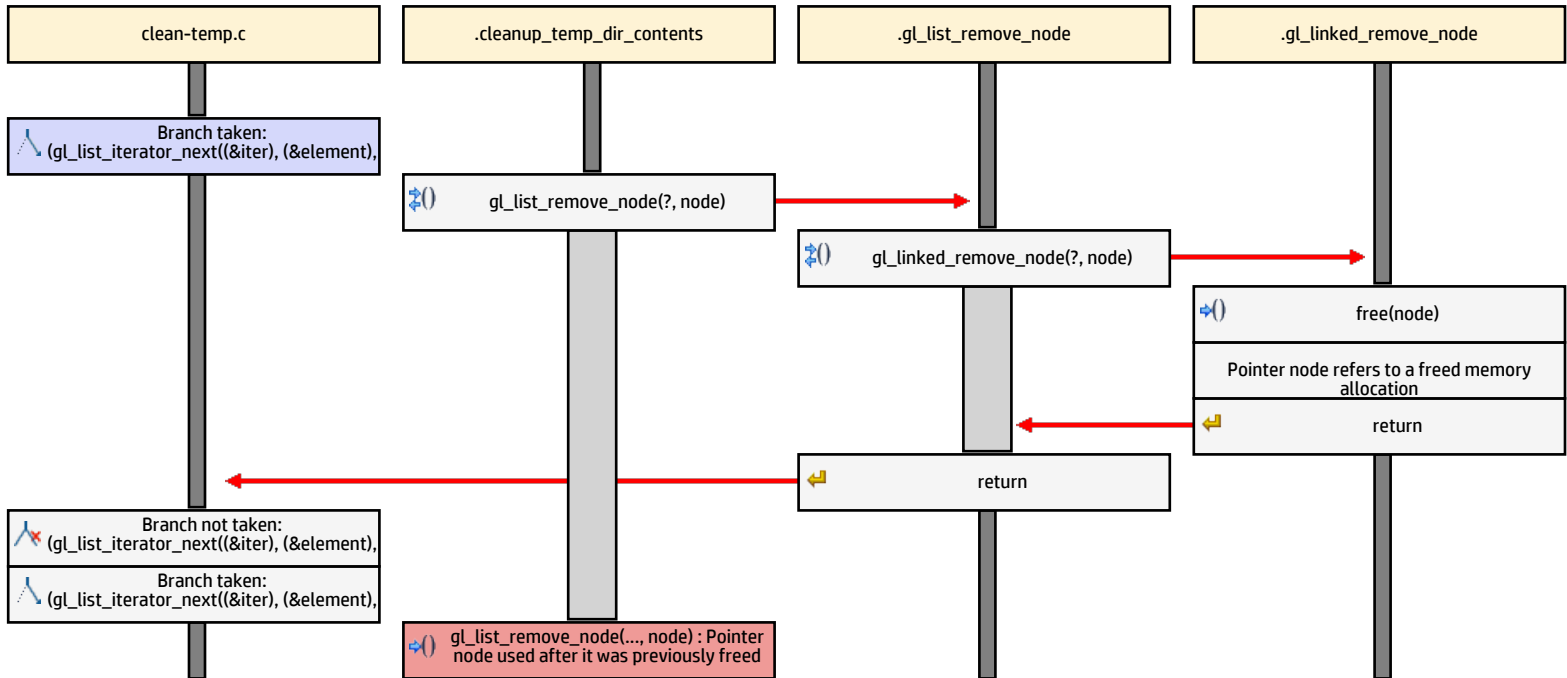 clean-temp.c
.cleanup_temp_dir_contents
.gl_list_remove_node
.gl_linked_remove_node
Branch taken:
(gl_list_iterator_next((&iter), (&element),
gl_list_remove_node(?, node)
gl_linked_remove_node(?, node)
free(node)
Pointer node refers to a freed memory
allocation
return
return
Branch not taken:
(gl_list_iterator_next((&iter), (&element),
Branch taken:
(gl_list_iterator_next((&iter), (&element),
gl_list_remove_node(..., node) : Pointer
node used after it was previously freed